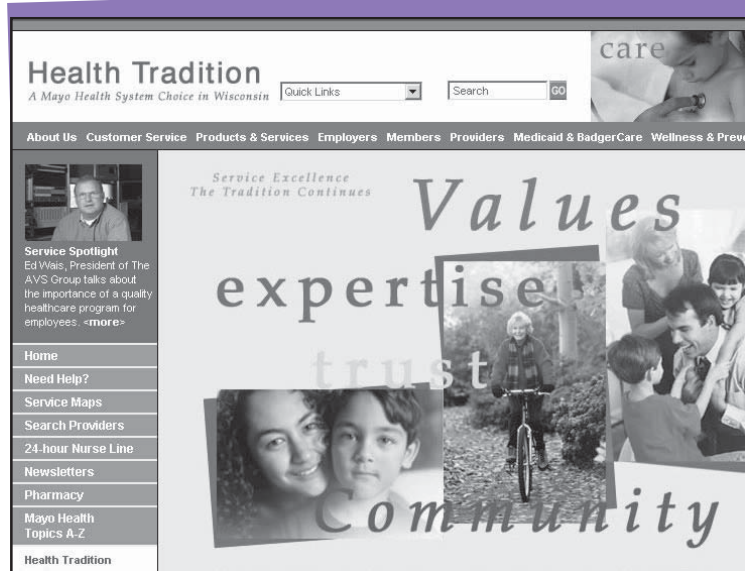 care
Health Tradition
A Mayo Health System Choice in Wisconsin
Quick Links
Search
GO
About Us Customer Service Products & Services Employers Members Providers Medicaid & BadgerCare Wellness & Preve
Service Spotlight
Ed Wais, President of The
AVS Group talks about
the importance of a quality
healthcare program for
employees. <more>
Home
Need Help?
Service Maps
Search Providers
24-hour Nurse Line
Newsletters
Pharmacy
Mayo Health
Topics A-Z
Health Tradition
Service Excellence
The Tradition Continues
Values
expertise
trust
Community